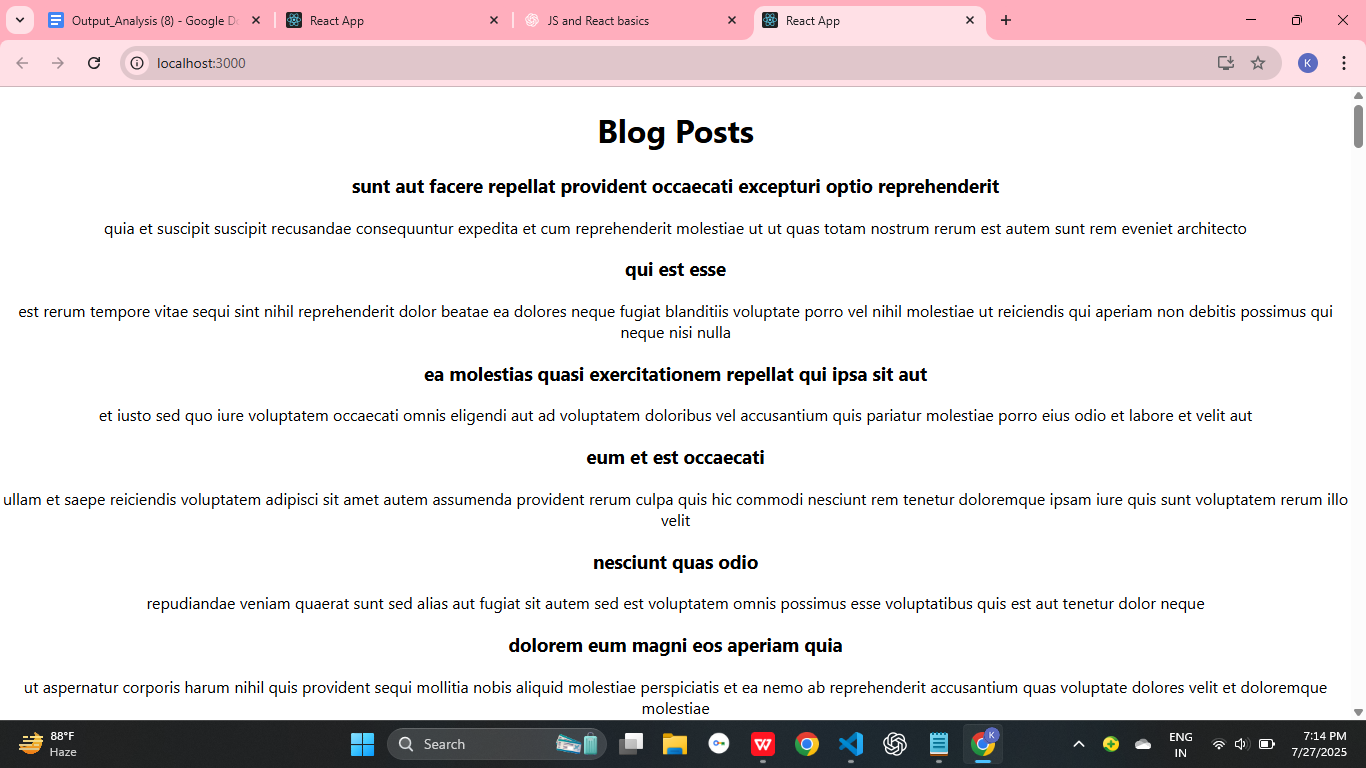 Output_Analysis (8) - Google D
React App
JS and React basics
React App
localhost:3000
K
Blog Posts
sunt aut facere repellat provident occaecati excepturi optio reprehenderit
quia et suscipit suscipit recusandae consequuntur expedita et cum reprehenderit molestiae ut ut quas totam nostrum rerum est autem sunt rem eveniet architecto
qui est esse
est rerum tempore vitae sequi sint nihil reprehenderit dolor beatae ea dolores neque fugiat blanditiis voluptate porro vel nihil molestiae ut reiciendis qui aperiam non debitis possimus qui
neque nisi nulla
ea molestias quasi exercitationem repellat qui ipsa sit aut
et iusto sed quo iure voluptatem occaecati omnis eligendi aut ad voluptatem doloribus vel accusantium quis pariatur molestiae porro eius odio et labore et velit aut
eum et est occaecati
ullam et saepe reiciendis voluptatem adipisci sit amet autem assumenda provident rerum culpa quis hic commodi nesciunt rem tenetur doloremque ipsam iure quis sunt voluptatem rerum illo
velit
nesciunt quas odio
repudiandae veniam quaerat sunt sed alias aut fugiat sit autem sed est voluptatem omnis possimus esse voluptatibus quis est aut tenetur dolor neque
dolorem eum magni eos aperiam quia
ut aspernatur corporis harum nihil quis provident sequi mollitia nobis aliquid molestiae perspiciatis et ea nemo ab reprehenderit accusantium quas voluptate dolores velit et doloremque
molestiae
88°F
Haze
Search
W
K
ENG
IN
7:14 PM
7/27/2025